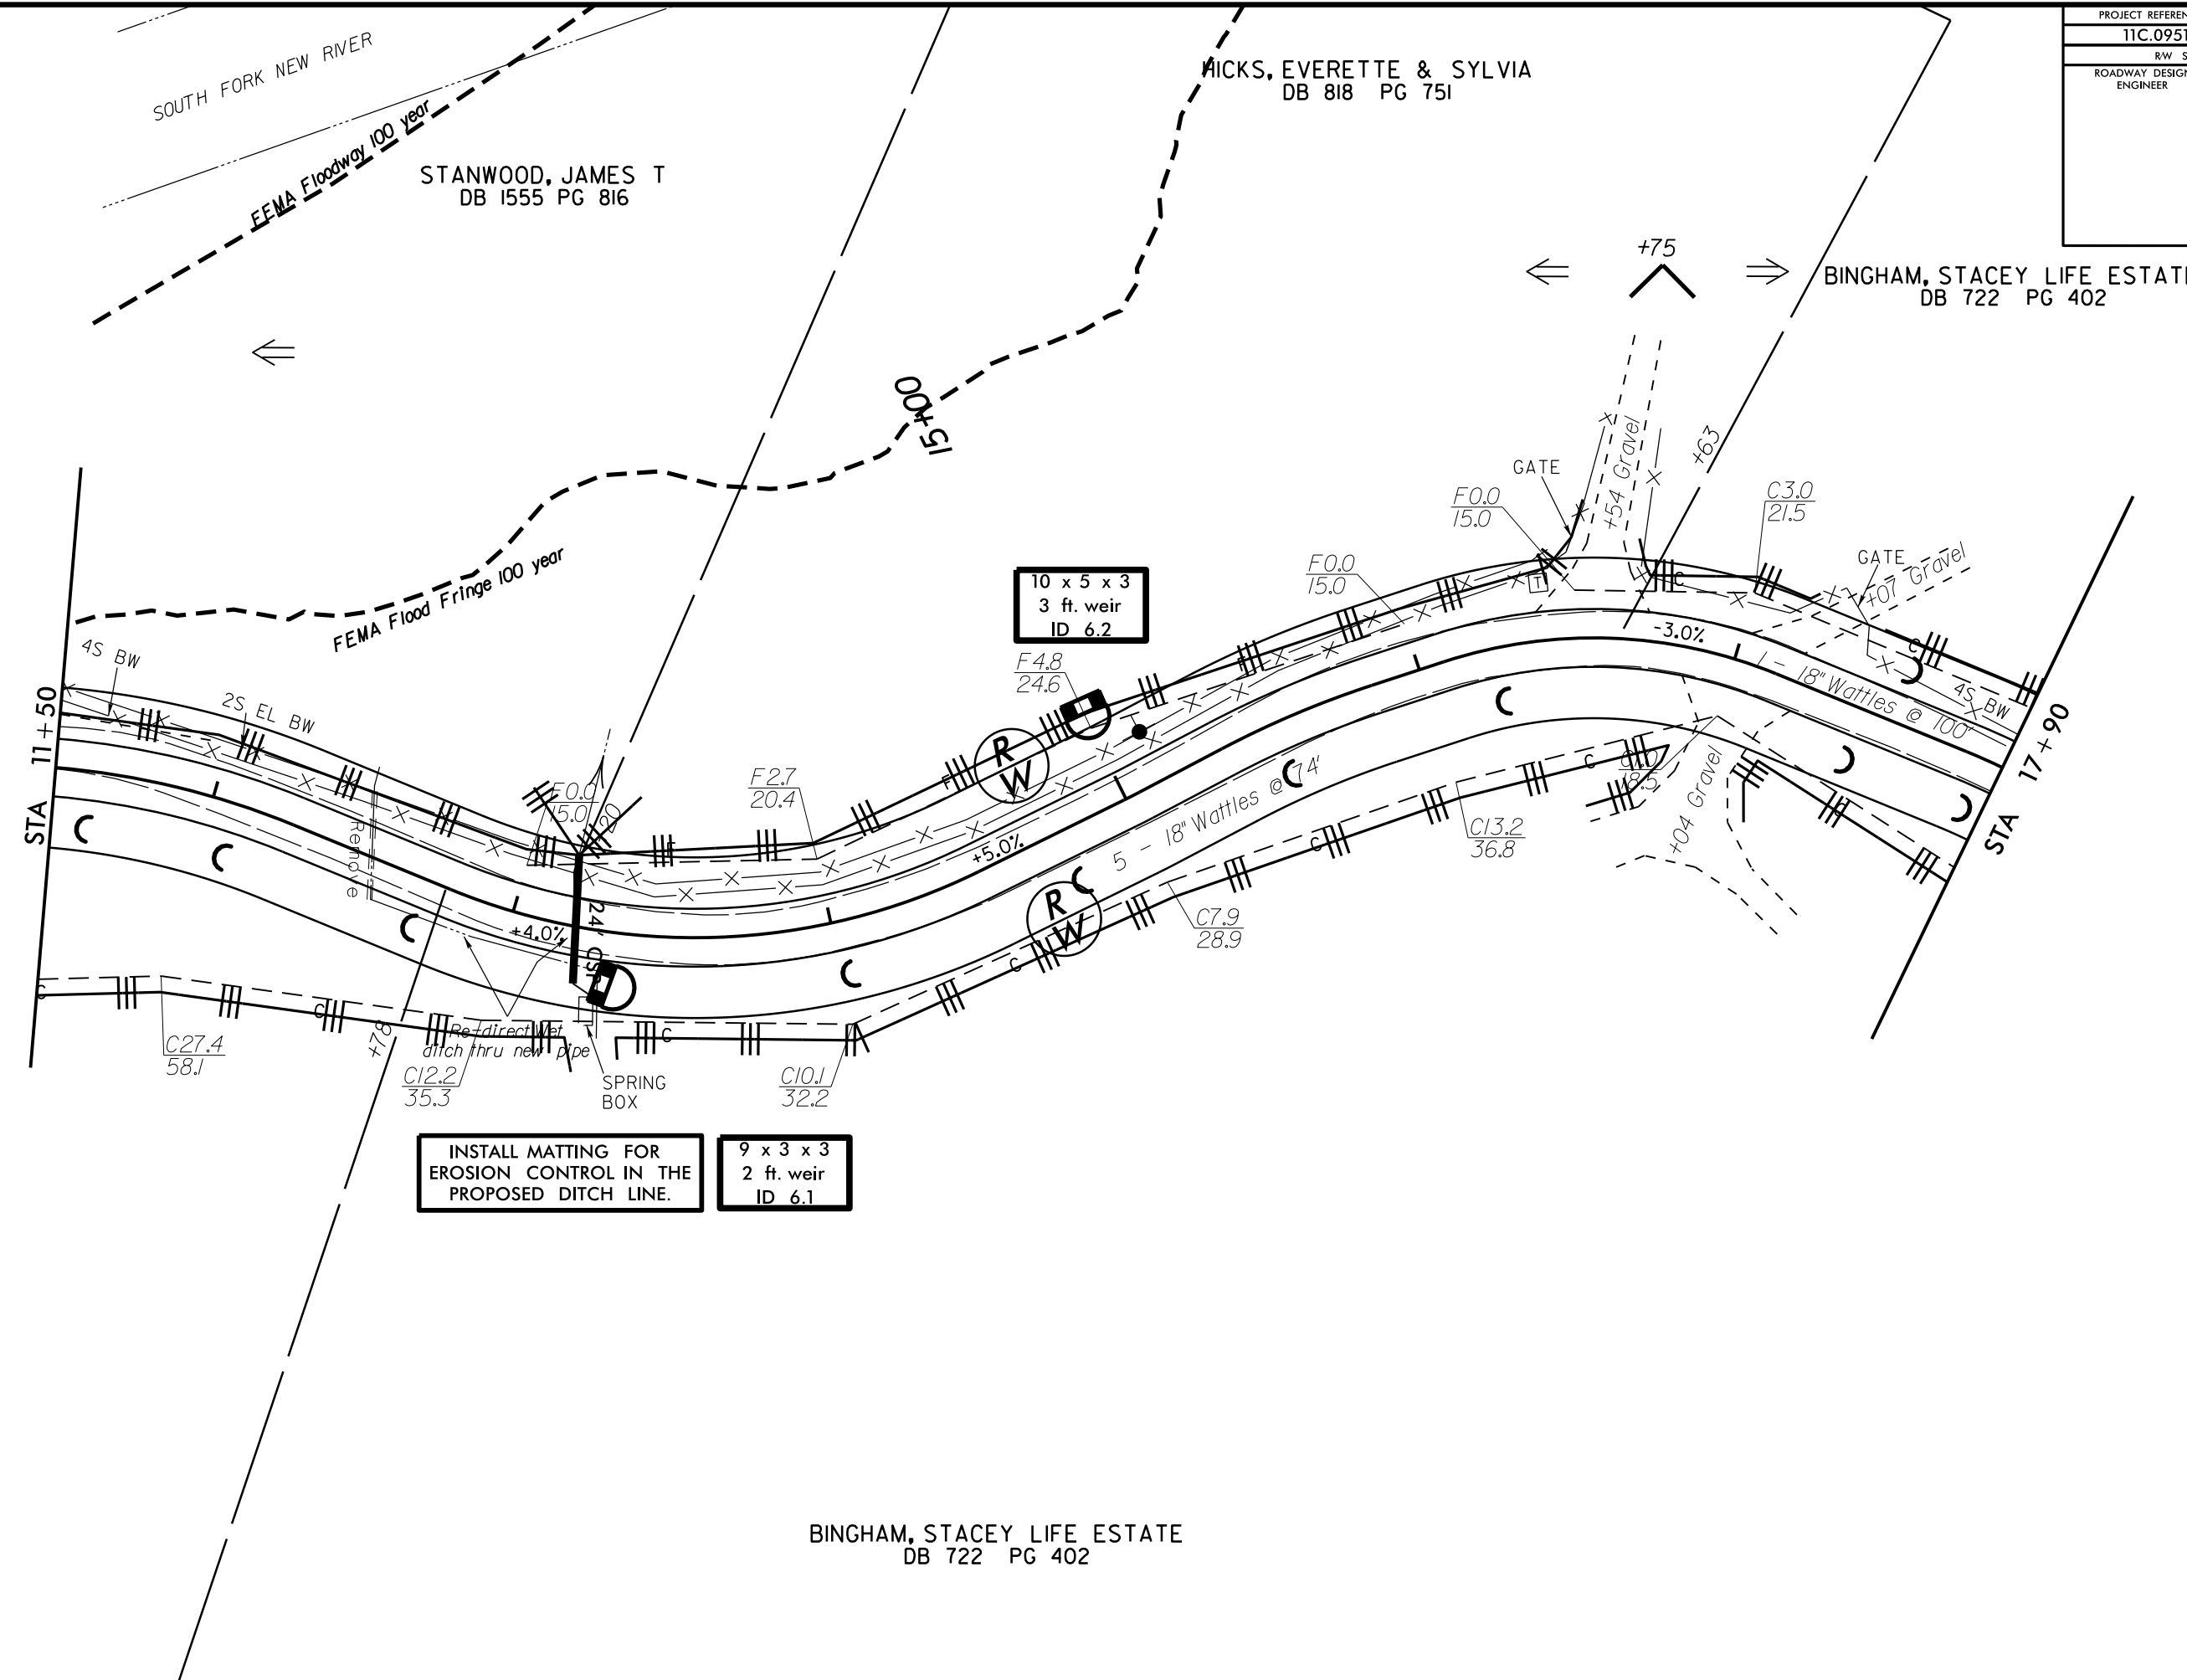 PROJECT REFEREN
11C.0951
RW S
ROADWAY DESIGN
ENGINEER
SOUTH FORK NEW RIVER
FEMA Floodway 100 year
STANWOOD, JAMES T
DB 1555 PG 816
HICKS, EVERETTE & SYLVIA
DB 818 PG 751
+75
BINGHAM, STACEY LIFE ESTATE
DB 722 PG 402
15+00
FEMA Flood Fringe 100 year
+63
GATE
+54 Gravel
F0.0
15.0
C3.0
21.5
GATE
+07 Gravel
F0.0
15.0
10 x 5 x 3
3 ft. weir
ID 6.2
F4.8
24.6
4S BW
2S EL BW
STA 11+50
-3.0%
1 - 18" Wattles @ 100'
4S BW
STA 17+90
R
W
T
F
F
F
C
C
F0.0
15.0
+20
F2.7
20.4
Remove
+5.0%
5 - 18" Wattles @ 74'
+04 Gravel
18.5
C13.2
36.8
C7.9
28.9
R
W
24" CSP
+4.0%
C
C
C
C
C
C
C
C
Re-direct Wet
ditch thru new pipe
+78
C27.4
58.1
C12.2
35.3
SPRING
BOX
C10.1
32.2
INSTALL MATTING FOR
EROSION CONTROL IN THE
PROPOSED DITCH LINE.
9 x 3 x 3
2 ft. weir
ID 6.1
BINGHAM, STACEY LIFE ESTATE
DB 722 PG 402